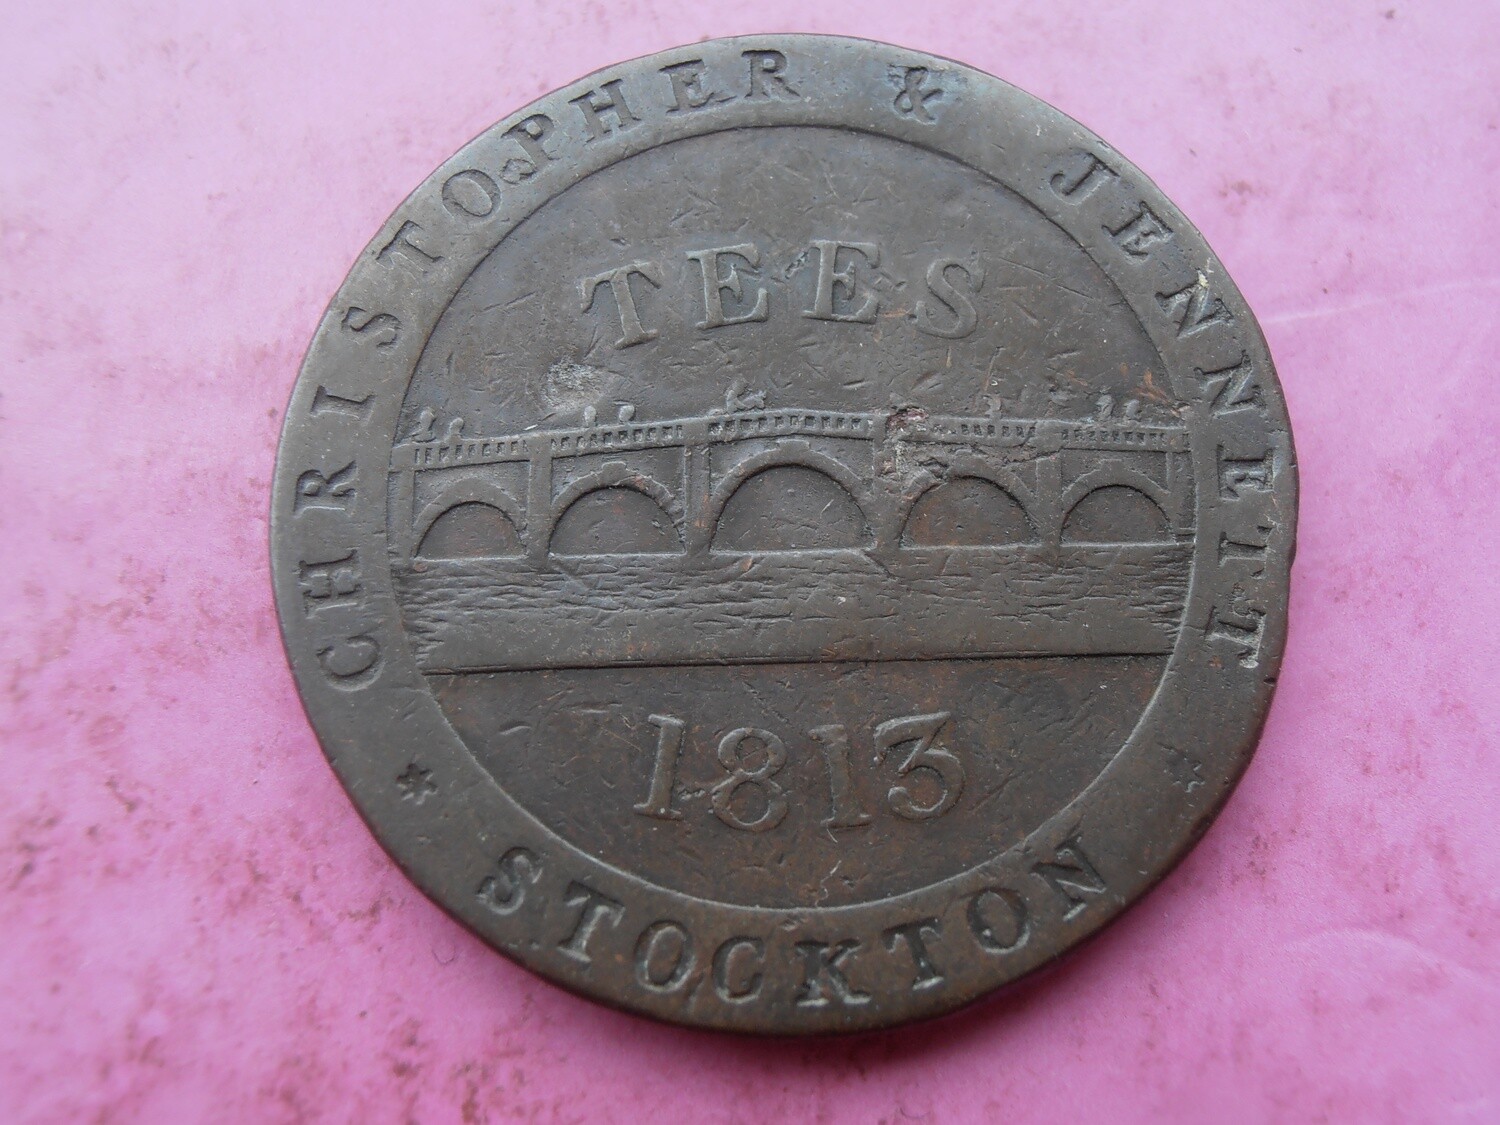 CHRISTOPHER & JENNETT
TEES
1813
* STOCKTON *